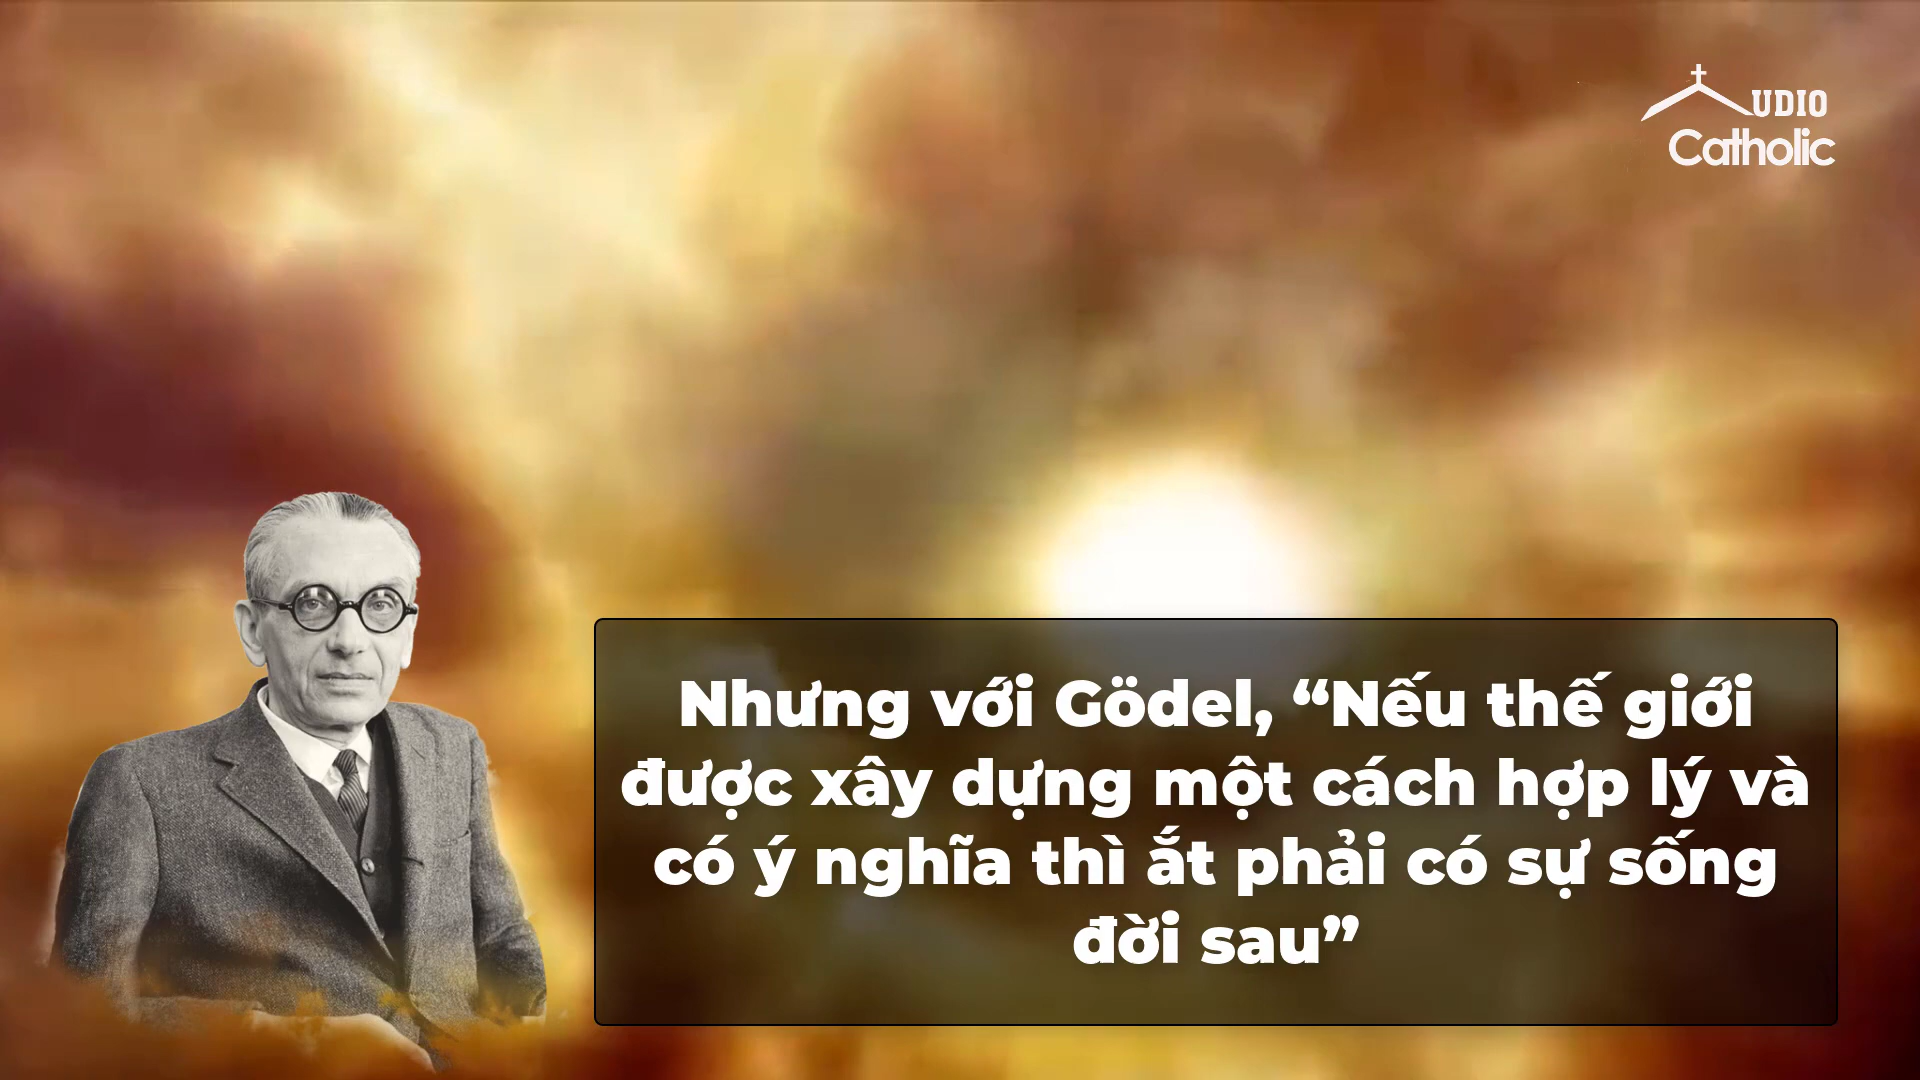 UDIO
Catholic
Nhưng với Gödel, “Nếu thế giới
được xây dựng một cách hợp lý và
có ý nghĩa thì ắt phải có sự sống
đời sau”